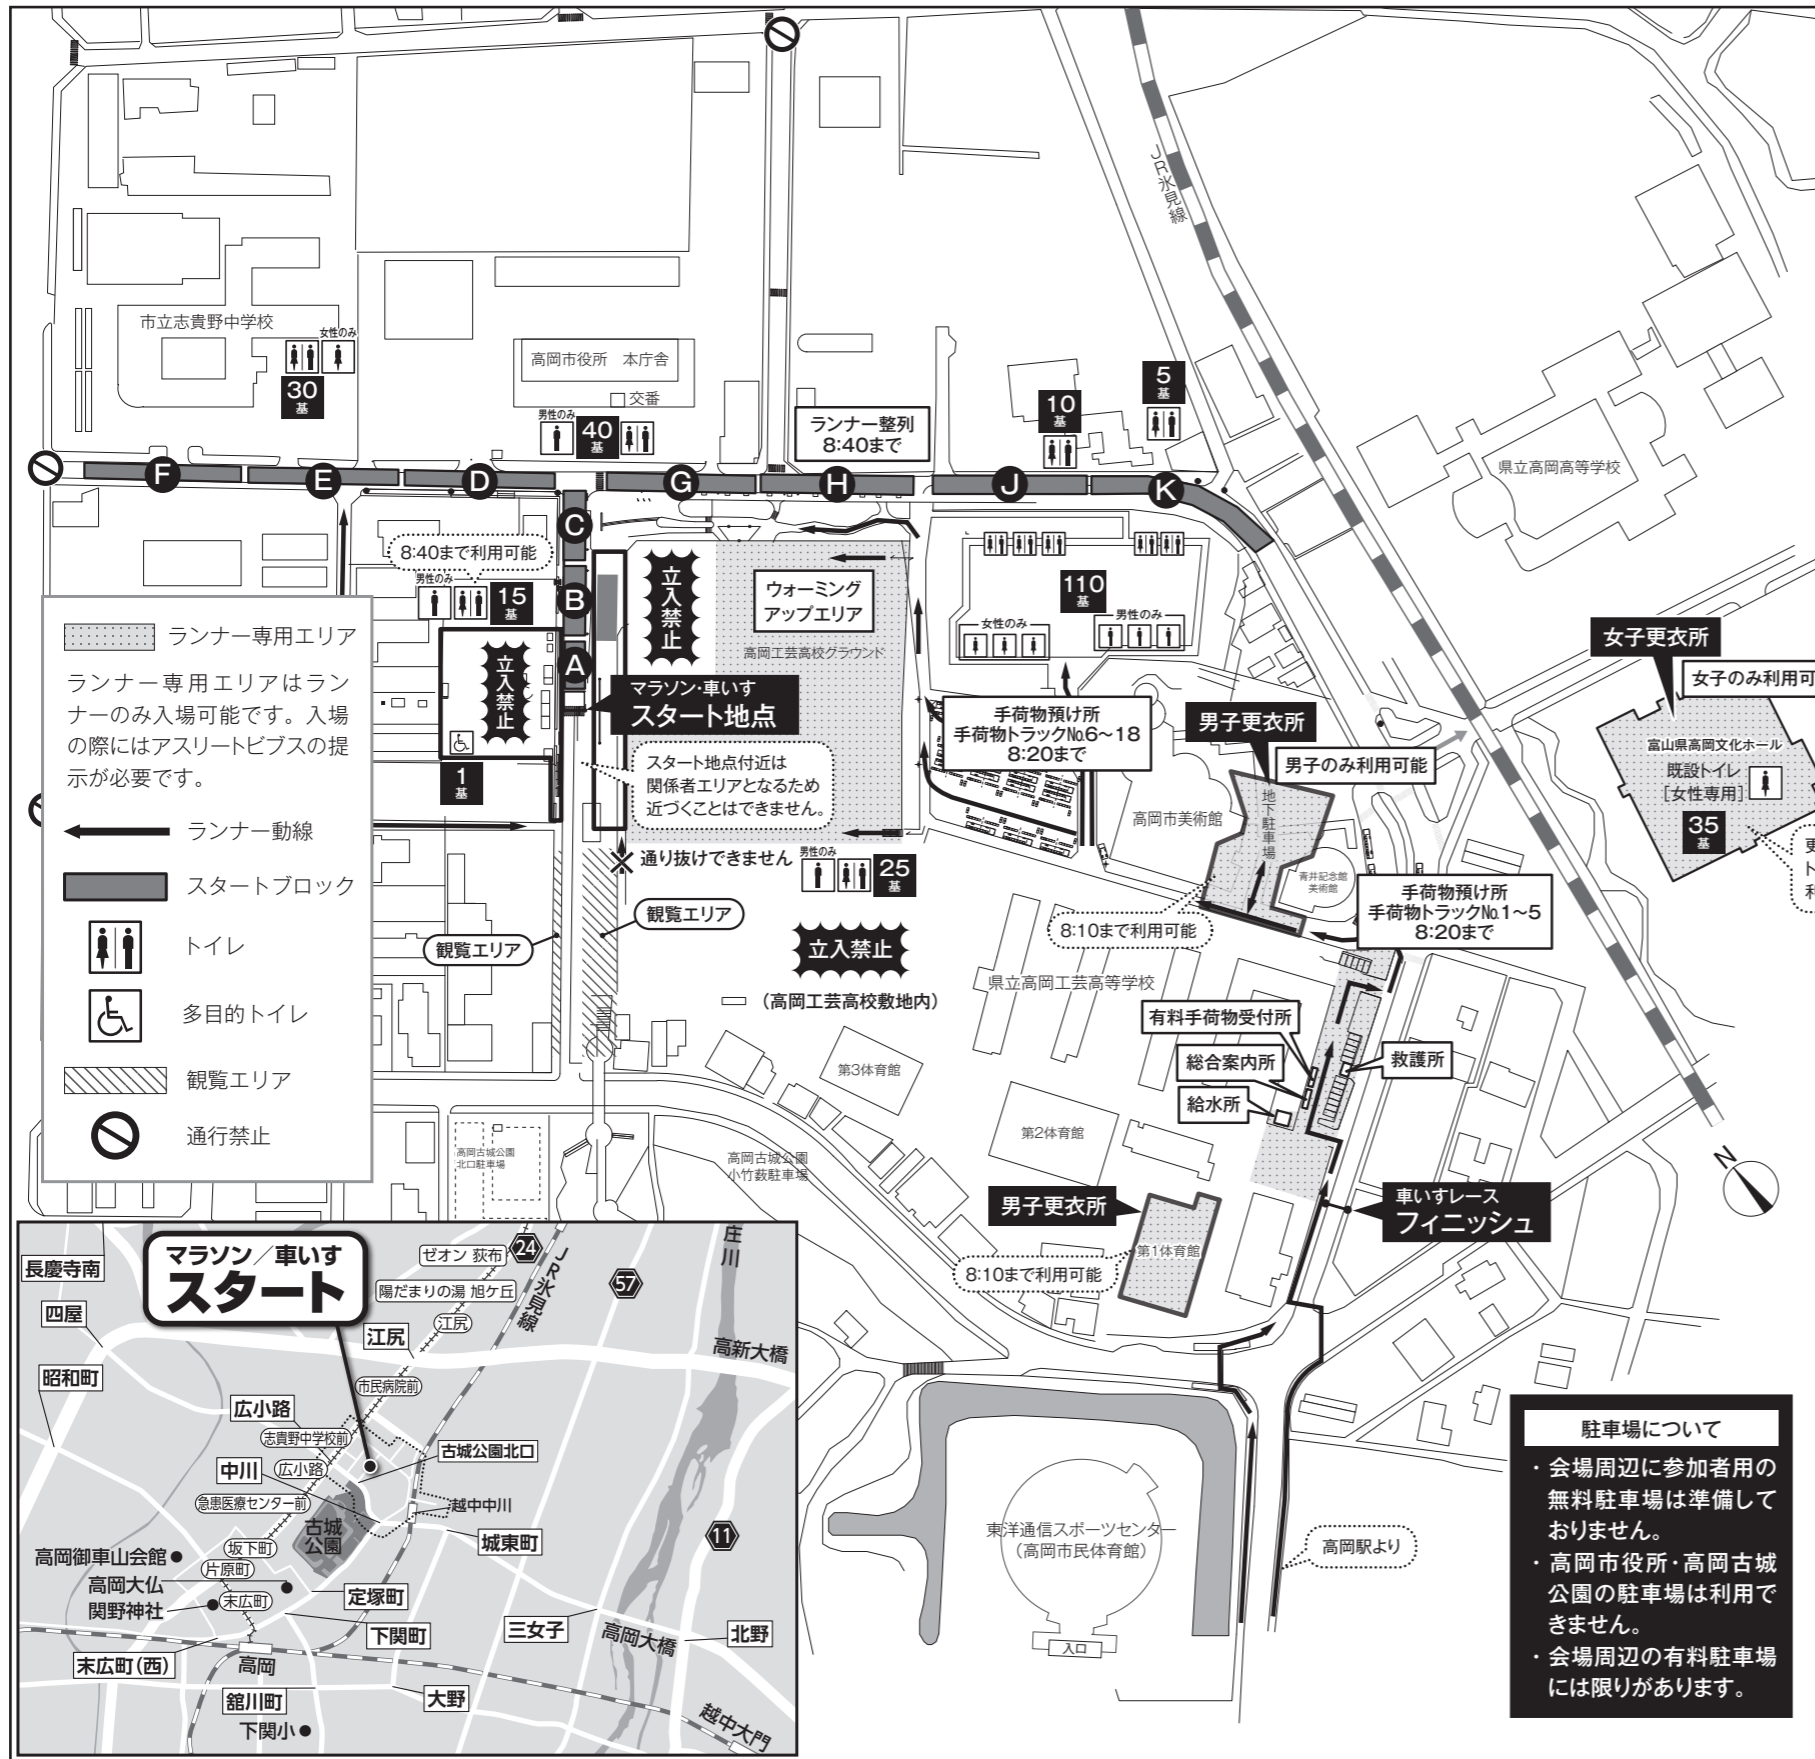 JR氷見線
市立志貴野中学校
女性のみ
30
基
高岡市役所 本庁舎
交番
男性のみ
40
基
ランナー整列
8:40まで
10
基
5
基
県立高岡高等学校
F
E
D
G
H
J
K
C
B
A
8:40まで利用可能
男性のみ
15
基
立入禁止
立入禁止
1
基
ウォーミング
アップエリア
高岡工芸高校グラウンド
マラソン・車いす
スタート地点
スタート地点付近は
関係者エリアとなるため
近づくことはできません。
110
基
女性のみ
男性のみ
手荷物預け所
手荷物トラックNo.6〜18
8:20まで
男子更衣所
男子のみ利用可能
地下駐車場
高岡市美術館
青井記念館
美術館
女子更衣所
女子のみ利用可
富山県高岡文化ホール
既設トイレ
[女性専用]
35
基
更
ト
利
ランナー専用エリア
ランナー専用エリアはラン
ナーのみ入場可能です。入場
の際にはアスリートビブスの提
示が必要です。
ランナー動線
スタートブロック
トイレ
多目的トイレ
観覧エリア
通行禁止
通り抜けできません
男性のみ
25
基
観覧エリア
観覧エリア
立入禁止
(高岡工芸高校敷地内)
8:10まで利用可能
手荷物預け所
手荷物トラックNo.1〜5
8:20まで
県立高岡工芸高等学校
有料手荷物受付所
総合案内所
給水所
救護所
第3体育館
第2体育館
高岡古城公園
北口駐車場
高岡古城公園
小竹藪駐車場
男子更衣所
第1体育館
8:10まで利用可能
車いすレース
フィニッシュ
N
東洋通信スポーツセンター
(高岡市民体育館)
入口
高岡駅より
駐車場について
・会場周辺に参加者用の
無料駐車場は準備して
おりません。
・高岡市役所・高岡古城
公園の駐車場は利用で
きません。
・会場周辺の有料駐車場
には限りがあります。
マラソン/車いす
スタート
長慶寺南
四屋
昭和町
ゼオン 荻布
24
陽だまりの湯 旭ケ丘
江尻
江尻
JR氷見線
57
庄川
高新大橋
市民病院前
広小路
志貴野中学校前
古城公園北口
中川
広小路
急患医療センター前
越中中川
古城
公園
城東町
11
高岡御車山会館
坂下町
片原町
高岡大仏
関野神社
末広町
定塚町
下関町
三女子
高岡大橋
北野
末広町(西)
高岡
舘川町
大野
下関小
越中大門